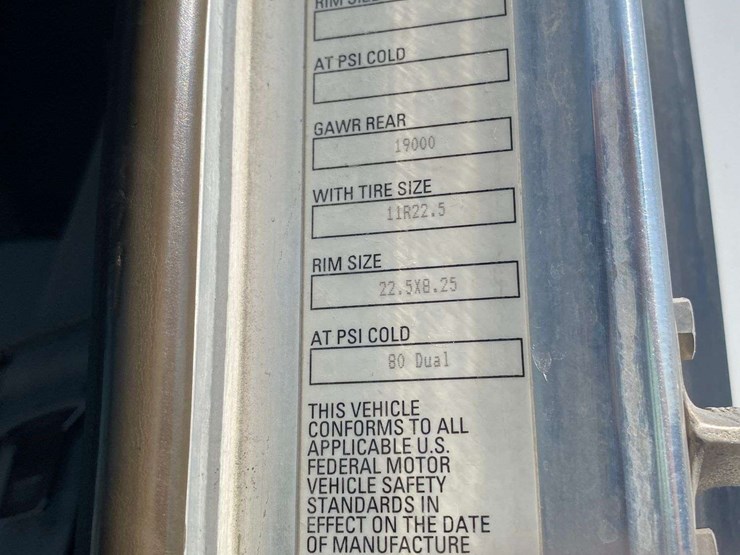 AT PSI COLD
GAWR REAR
19000
WITH TIRE SIZE
11R22.5
RIM SIZE
22.5X8.25
AT PSI COLD
80 Dual
THIS VEHICLE
CONFORMS TO ALL
APPLICABLE U.S.
FEDERAL MOTOR
VEHICLE SAFETY
STANDARDS IN
EFFECT ON THE DATE
OF MANUFACTURE